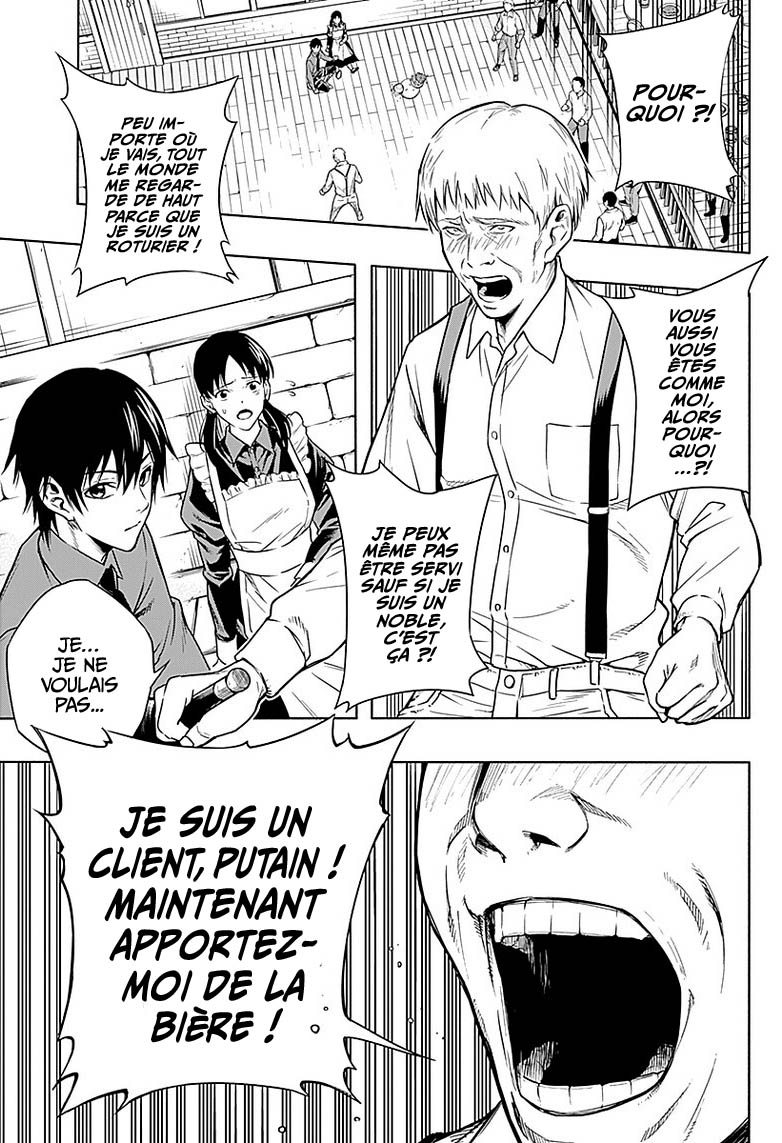 POUR-
QUOI ?!
PEU IM-
PORTE OÙ
JE VAIS, TOUT
LE MONDE
ME REGAR-
DE DE HAUT
PARCE QUE
JE SUIS UN
ROTURIER !
VOUS
AUSSI
VOUS
ÊTES
COMME
MOI,
ALORS
POUR-
QUOI
...?!
JE PEUX
MÊME PAS
ÊTRE SERVI
SAUF SI JE
SUIS UN
NOBLE,
C'EST
ÇA ?!
JE...
JE NE
VOULAIS
PAS...
JE SUIS UN
CLIENT, PUTAIN !
MAINTENANT
APPORTEZ-
MOI DE LA
BIÈRE !